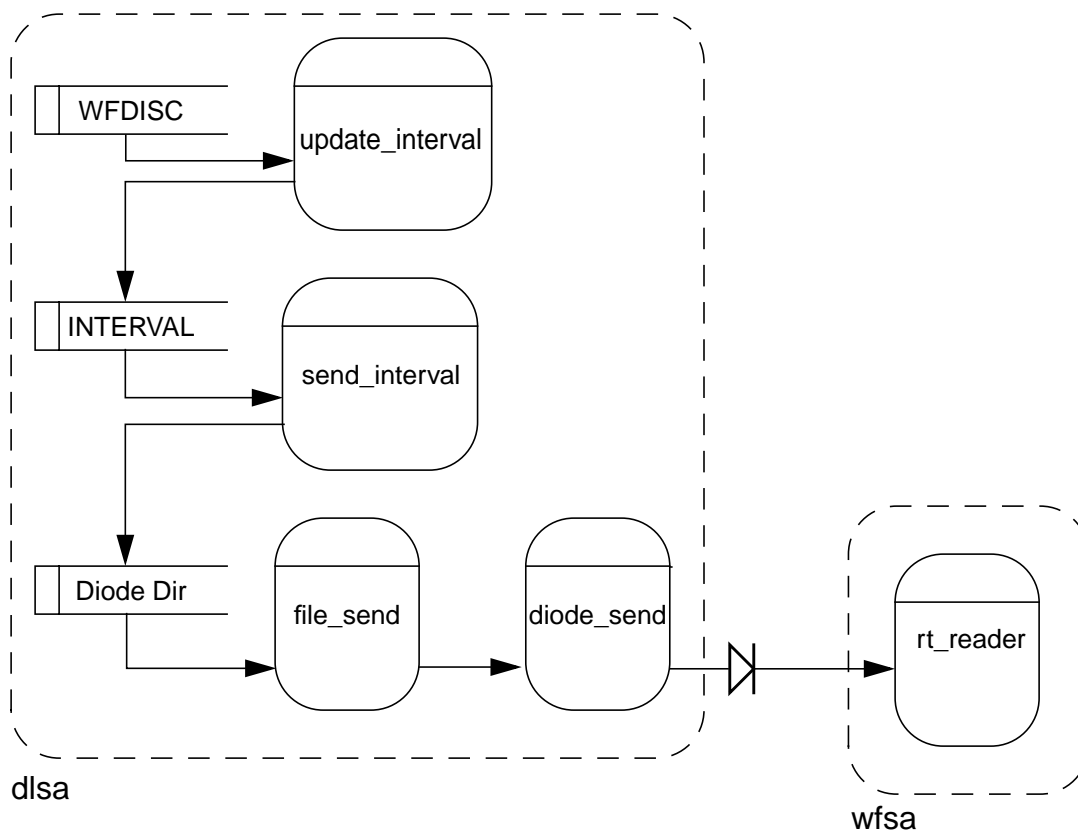 WFDISC
update_interval
INTERVAL
send_interval
Diode Dir
file_send
diode_send
rt_reader
dlsa
wfsa